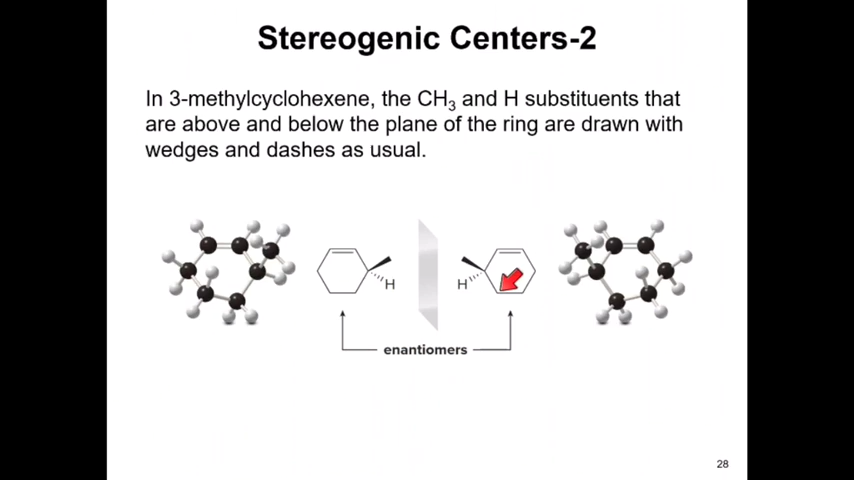 Stereogenic Centers-2
In 3-methylcyclohexene, the CH₃ and H substituents that
are above and below the plane of the ring are drawn with
wedges and dashes as usual.
H
H
enantiomers
28